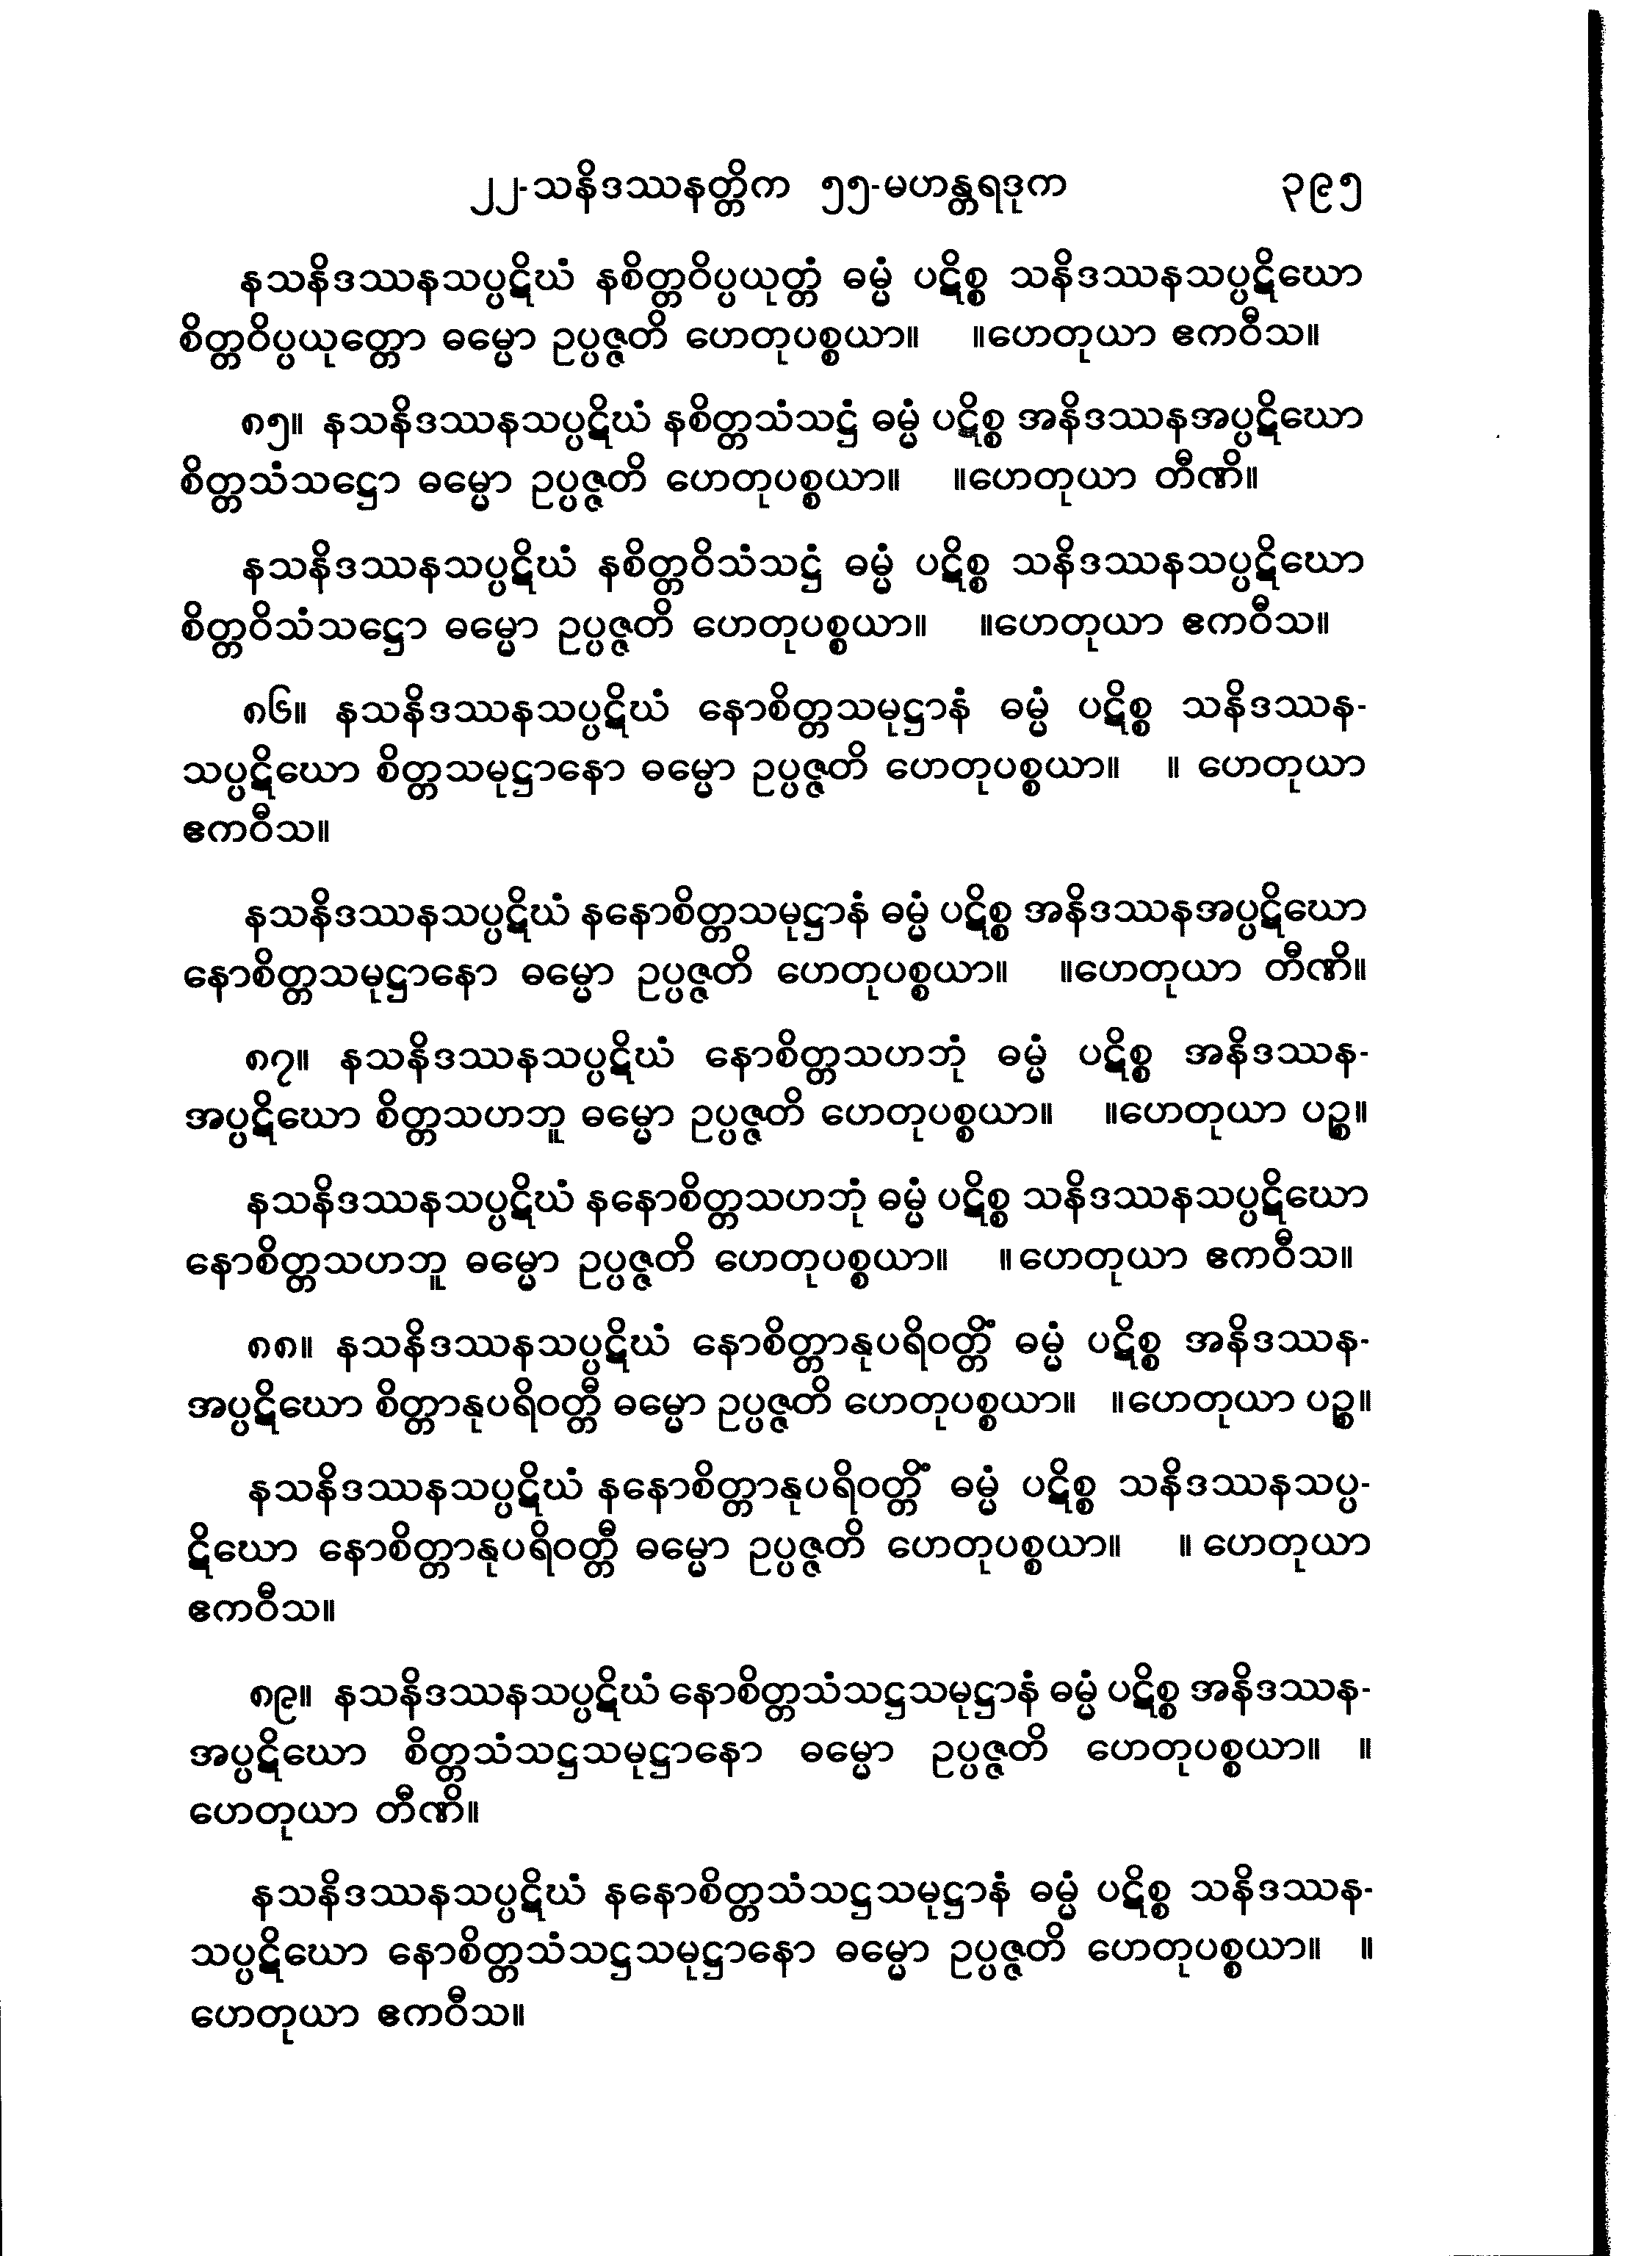 ၂၂-သနိဒဿနတ္တိက ၅၅-မဟန္တရဒုက ၃၉၅
နသနိဒဿနသပ္ပဋိဃံ နစိတ္တဝိပ္ပယုတ္တံ ဓမ္မံ ပဋိစ္စ သနိဒဿနသပ္ပဋိဃော
စိတ္တဝိပ္ပယုတ္တော ဓမ္မော ဥပ္ပဇ္ဇတိ ဟေတုပစ္စယာ။ ။ဟေတုယာ ဧကဝီသ။
၈၅။ နသနိဒဿနသပ္ပဋိဃံ နစိတ္တသံသဋ္ဌံ ဓမ္မံ ပဋိစ္စ အနိဒဿနအပ္ပဋိဃော
စိတ္တသံသဋ္ဌော ဓမ္မော ဥပ္ပဇ္ဇတိ ဟေတုပစ္စယာ။ ။ဟေတုယာ တီဏိ။
နသနိဒဿနသပ္ပဋိဃံ နစိတ္တဝိသံသဋ္ဌံ ဓမ္မံ ပဋိစ္စ သနိဒဿနသပ္ပဋိဃော
စိတ္တဝိသံသဋ္ဌော ဓမ္မော ဥပ္ပဇ္ဇတိ ဟေတုပစ္စယာ။ ။ဟေတုယာ ဧကဝီသ။
၈၆။ နသနိဒဿနသပ္ပဋိဃံ နောစိတ္တသမုဋ္ဌာနံ ဓမ္မံ ပဋိစ္စ သနိဒဿန-
သပ္ပဋိဃော စိတ္တသမုဋ္ဌာနော ဓမ္မော ဥပ္ပဇ္ဇတိ ဟေတုပစ္စယာ။ ။ ဟေတုယာ
ဧကဝီသ။
နသနိဒဿနသပ္ပဋိဃံ နနောစိတ္တသမုဋ္ဌာနံ ဓမ္မံ ပဋိစ္စ အနိဒဿနအပ္ပဋိဃော
နောစိတ္တသမုဋ္ဌာနော ဓမ္မော ဥပ္ပဇ္ဇတိ ဟေတုပစ္စယာ။ ။ဟေတုယာ တီဏိ။
၈၇။ နသနိဒဿနသပ္ပဋိဃံ နောစိတ္တသဟဘုံ ဓမ္မံ ပဋိစ္စ အနိဒဿန-
အပ္ပဋိဃော စိတ္တသဟဘူ ဓမ္မော ဥပ္ပဇ္ဇတိ ဟေတုပစ္စယာ။ ။ဟေတုယာ ပဉ္စ။
နသနိဒဿနသပ္ပဋိဃံ နနောစိတ္တသဟဘုံ ဓမ္မံ ပဋိစ္စ သနိဒဿနသပ္ပဋိဃော
နောစိတ္တသဟဘူ ဓမ္မော ဥပ္ပဇ္ဇတိ ဟေတုပစ္စယာ။ ။ဟေတုယာ ဧကဝီသ။
၈၈။ နသနိဒဿနသပ္ပဋိဃံ နောစိတ္တာနုပရိဝတ္တိံ ဓမ္မံ ပဋိစ္စ အနိဒဿန-
အပ္ပဋိဃော စိတ္တာနုပရိဝတ္တီ ဓမ္မော ဥပ္ပဇ္ဇတိ ဟေတုပစ္စယာ။ ။ဟေတုယာ ပဉ္စ။
နသနိဒဿနသပ္ပဋိဃံ နနောစိတ္တာနုပရိဝတ္တိံ ဓမ္မံ ပဋိစ္စ သနိဒဿနသပ္ပ-
ဋိဃော နောစိတ္တာနုပရိဝတ္တီ ဓမ္မော ဥပ္ပဇ္ဇတိ ဟေတုပစ္စယာ။ ။ ဟေတုယာ
ဧကဝီသ။
၈၉။ နသနိဒဿနသပ္ပဋိဃံ နောစိတ္တသံသဋ္ဌသမုဋ္ဌာနံ ဓမ္မံ ပဋိစ္စ အနိဒဿန-
အပ္ပဋိဃော စိတ္တသံသဋ္ဌသမုဋ္ဌာနော ဓမ္မော ဥပ္ပဇ္ဇတိ ဟေတုပစ္စယာ။ ။
ဟေတုယာ တီဏိ။
နသနိဒဿနသပ္ပဋိဃံ နနောစိတ္တသံသဋ္ဌသမုဋ္ဌာနံ ဓမ္မံ ပဋိစ္စ သနိဒဿန-
သပ္ပဋိဃော နောစိတ္တသံသဋ္ဌသမုဋ္ဌာနော ဓမ္မော ဥပ္ပဇ္ဇတိ ဟေတုပစ္စယာ။ ။
ဟေတုယာ ဧကဝီသ။